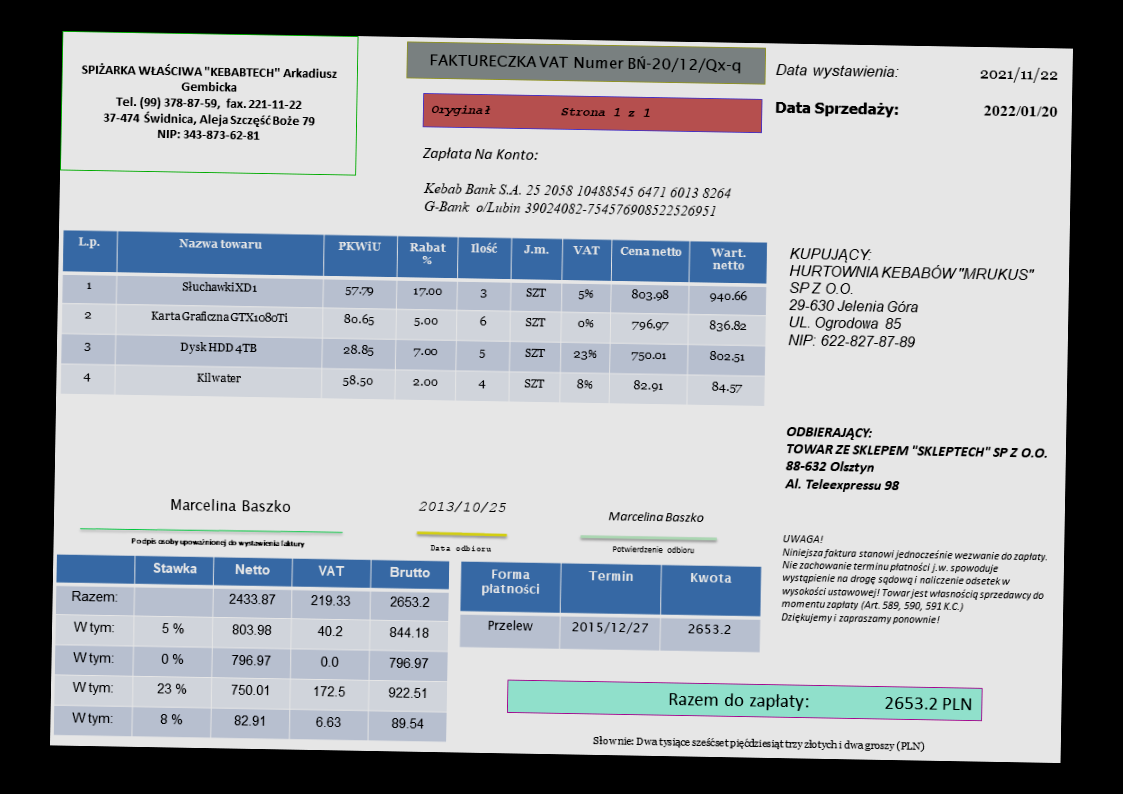 SPIŻARKA WŁAŚCIWA "KEBABTECH" Arkadiusz
Gembicka
Tel. (99) 378-87-59, fax. 221-11-22
37-474 Świdnica, Aleja Szczęść Boże 79
NIP: 343-873-62-81
FAKTURECZKA VAT Numer BŃ-20/12/Qx-q
Oryginał Strona 1 z 1
Data wystawienia: 2021/11/22
Data Sprzedaży: 2022/01/20
Zapłata Na Konto:
Kebab Bank S.A. 25 2058 10488545 6471 6013 8264
G-Bank o/Lubin 39024082-754576908522526951
L.p. Nazwa towaru PKWiU Rabat % Ilość J.m. VAT Cena netto Wart. netto
1 Słuchawki XD1 57.79 17.00 3 SZT 5% 803.98 940.66
2 Karta Graficzna GTX1080Ti 80.65 5.00 6 SZT 0% 796.97 836.82
3 Dysk HDD 4TB 28.85 7.00 5 SZT 23% 750.01 802.51
4 Kilwater 58.50 2.00 4 SZT 8% 82.91 84.57
KUPUJĄCY:
HURTOWNIA KEBABÓW "MRUKUS"
SP Z O.O.
29-630 Jelenia Góra
UL. Ogrodowa 85
NIP: 622-827-87-89
ODBIERAJĄCY:
TOWAR ZE SKLEPEM "SKLEPTECH" SP Z O.O.
88-632 Olsztyn
Al. Teleexpressu 98
Marcelina Baszko
Podpis osoby upoważnionej do wystawienia faktury
2013/10/25
Data odbioru
Marcelina Baszko
Potwierdzenie odbioru
UWAGA!
Niniejsza faktura stanowi jednocześnie wezwanie do zapłaty.
Nie zachowanie terminu płatności j.w. spowoduje
wystąpienie na drogę sądową i naliczenie odsetek w
wysokości ustawowej! Towar jest własnością sprzedawcy do
momentu zapłaty (Art. 589, 590, 591 K.C.)
Dziękujemy i zapraszamy ponownie!
Stawka Netto VAT Brutto
Razem: 2433.87 219.33 2653.2
W tym: 5 % 803.98 40.2 844.18
W tym: 0 % 796.97 0.0 796.97
W tym: 23 % 750.01 172.5 922.51
W tym: 8 % 82.91 6.63 89.54
Forma płatności Termin Kwota
Przelew 2015/12/27 2653.2
Razem do zapłaty: 2653.2 PLN
Słownie: Dwa tysiące sześćset pięćdziesiąt trzy złotych i dwa groszy (PLN)